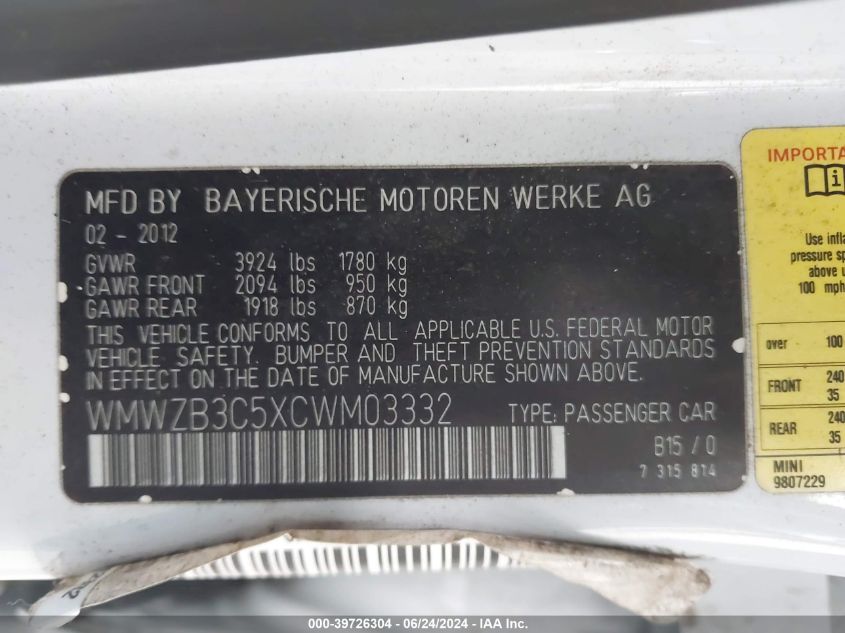 MFD BY BAYERISCHE MOTOREN WERKE AG
02 - 2012
GVWR 3924 lbs 1780 kg
GAWR FRONT 2094 lbs 950 kg
GAWR REAR 1918 lbs 870 kg
THIS VEHICLE CONFORMS TO ALL APPLICABLE U.S. FEDERAL MOTOR
VEHICLE, SAFETY, BUMPER AND THEFT PREVENTION STANDARDS
IN EFFECT ON THE DATE OF MANUFACTURE SHOWN ABOVE.
WMWZB3C5XCWM03332 TYPE: PASSENGER CAR
B15 / 0
7 315 814
Use infla
pressure sp
above u
100 mph
over 100
FRONT 240
35
REAR 240
35
MINI
9807229
IMPORTA
000-39726304 - 06/24/2024 - IAA Inc.